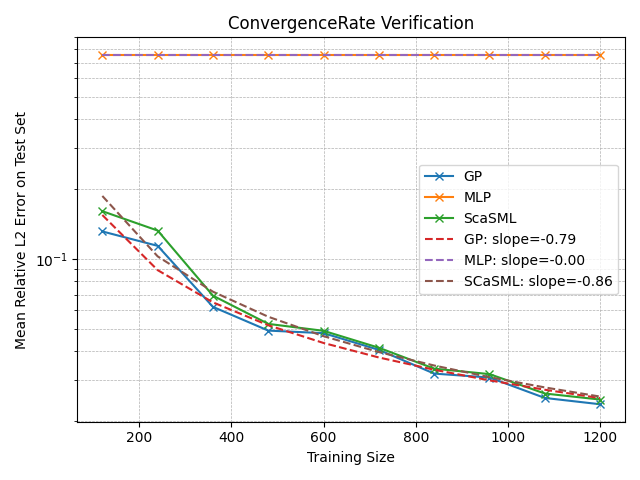 ConvergenceRate Verification
Mean Relative L2 Error on Test Set
10⁻¹
GP
MLP
ScaSML
GP: slope=-0.79
MLP: slope=-0.00
SCaSML: slope=-0.86
200
400
600
800
1000
1200
Training Size